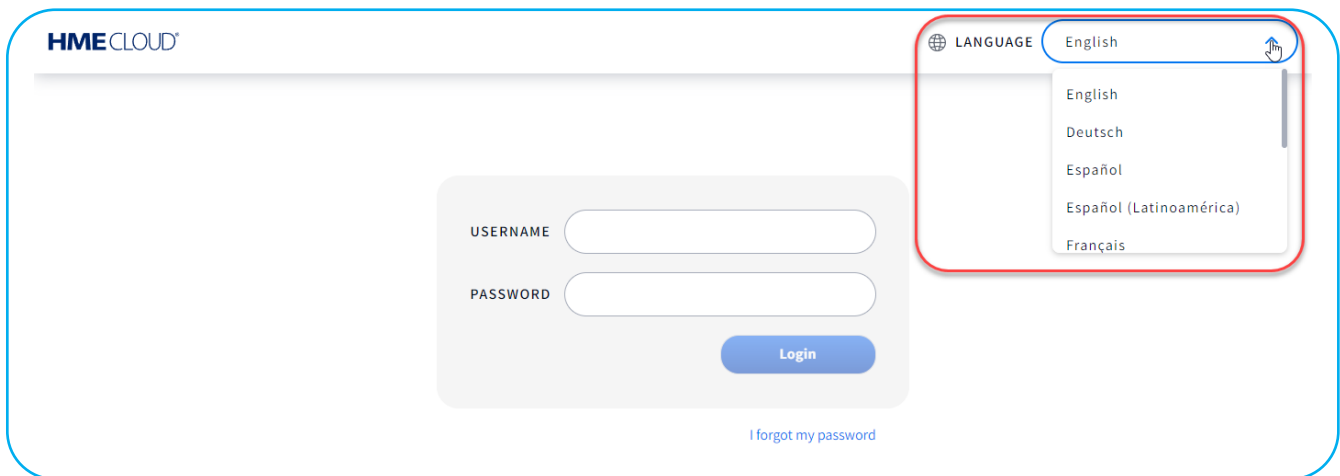 HME CLOUD®
LANGUAGE English
English
Deutsch
Español
Español (Latinoamérica)
Français
USERNAME
PASSWORD
Login
I forgot my password